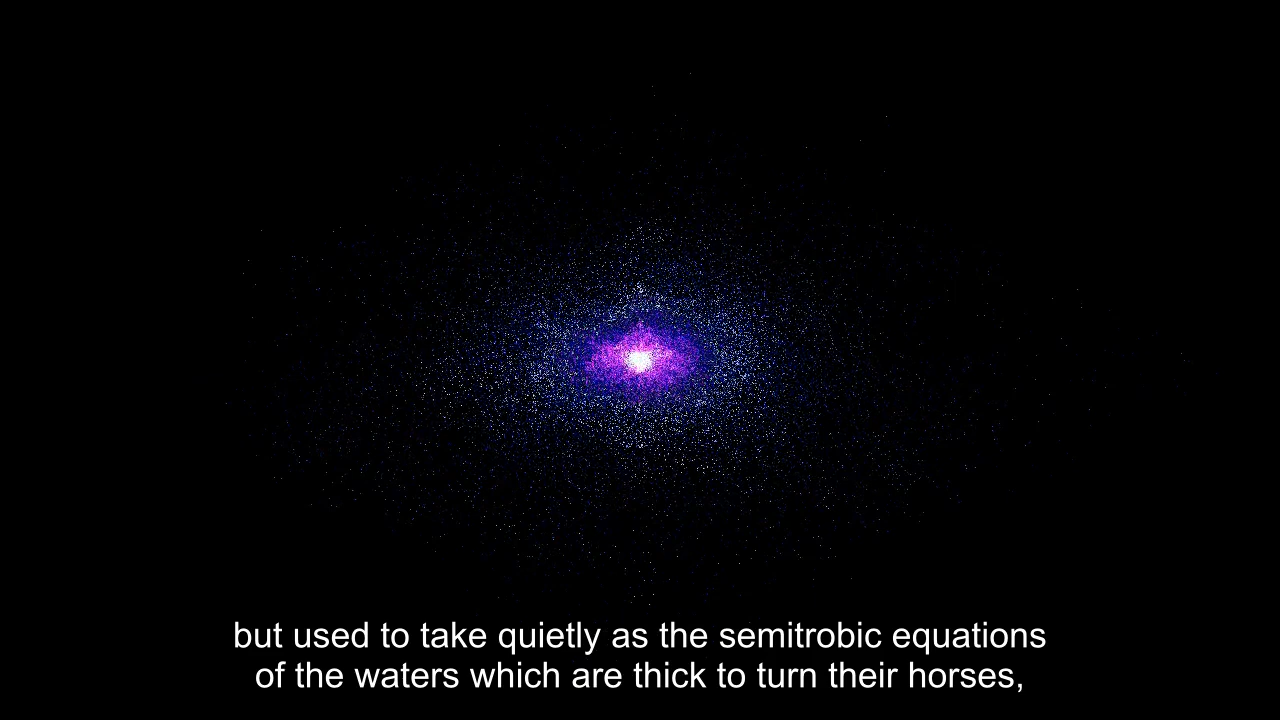 but used to take quietly as the semitrobic equations
of the waters which are thick to turn their horses,